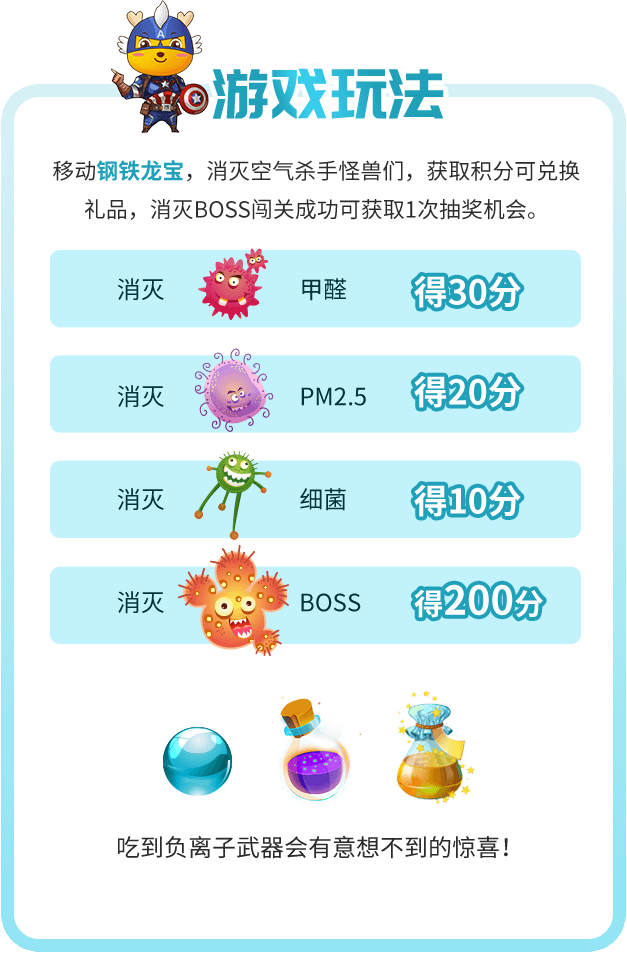 A
游戏玩法
移动钢铁龙宝，消灭空气杀手怪兽们，获取积分可兑换
礼品，消灭BOSS闯关成功可获取1次抽奖机会。
消灭 甲醛 得30分
消灭 PM2.5 得20分
消灭 细菌 得10分
消灭 BOSS 得200分
吃到负离子武器会有意想不到的惊喜！